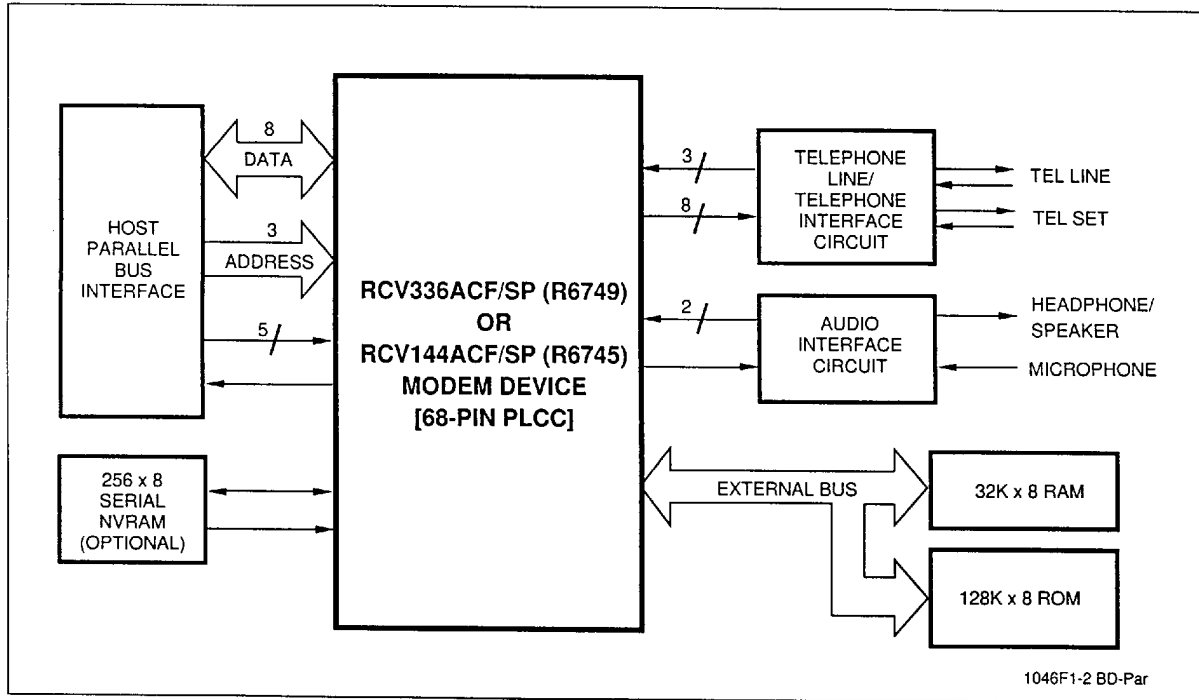 HOST
PARALLEL
BUS
INTERFACE
8
DATA
3
ADDRESS
5
256 x 8
SERIAL
NVRAM
(OPTIONAL)
RCV336ACF/SP (R6749)
OR
RCV144ACF/SP (R6745)
MODEM DEVICE
[68-PIN PLCC]
3
8
TELEPHONE
LINE/
TELEPHONE
INTERFACE
CIRCUIT
TEL LINE
TEL SET
2
AUDIO
INTERFACE
CIRCUIT
HEADPHONE/
SPEAKER
MICROPHONE
EXTERNAL BUS
32K x 8 RAM
128K x 8 ROM
1046F1-2 BD-Par